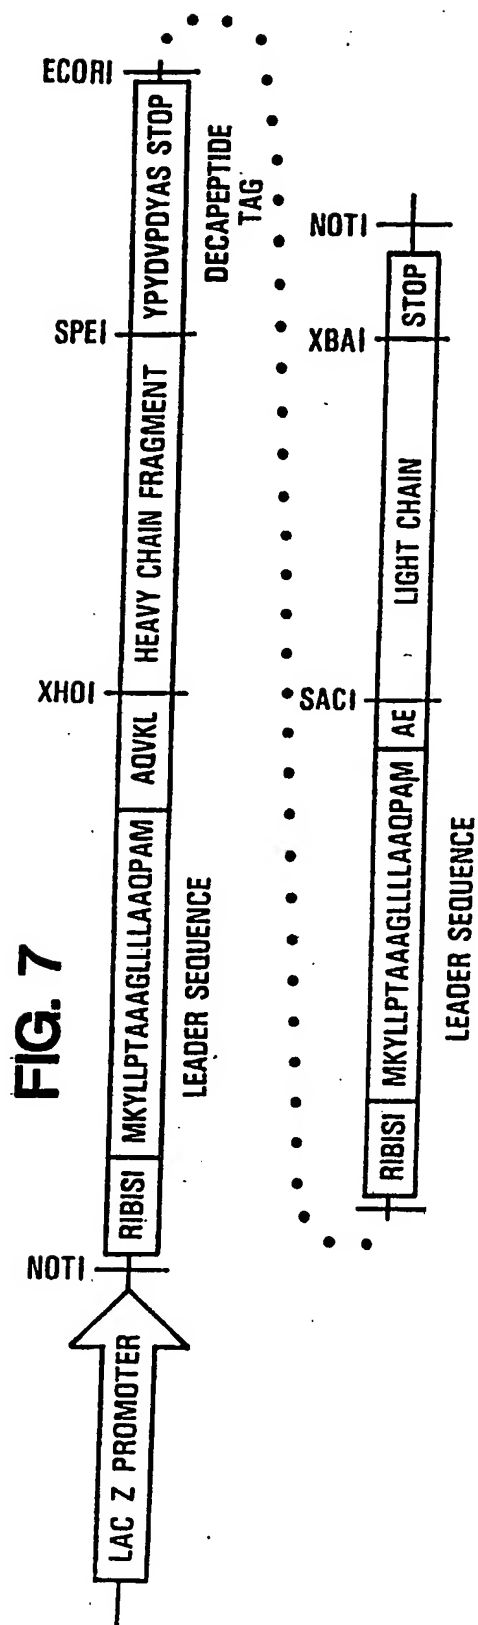 FIG. 7
LAC Z PROMOTER
NOTI
RIBISI
MKYLLPTAAAGLLLLAAQPAM
LEADER SEQUENCE
AQVKL
XHOI
HEAVY CHAIN FRAGMENT
SPEI
YPYDVPDYAS STOP
DECAPEPTIDE
TAG
ECORI
RIBISI
MKYLLPTAAAGLLLLAAQPAM
LEADER SEQUENCE
AE
SACI
LIGHT CHAIN
XBAI
STOP
NOTI